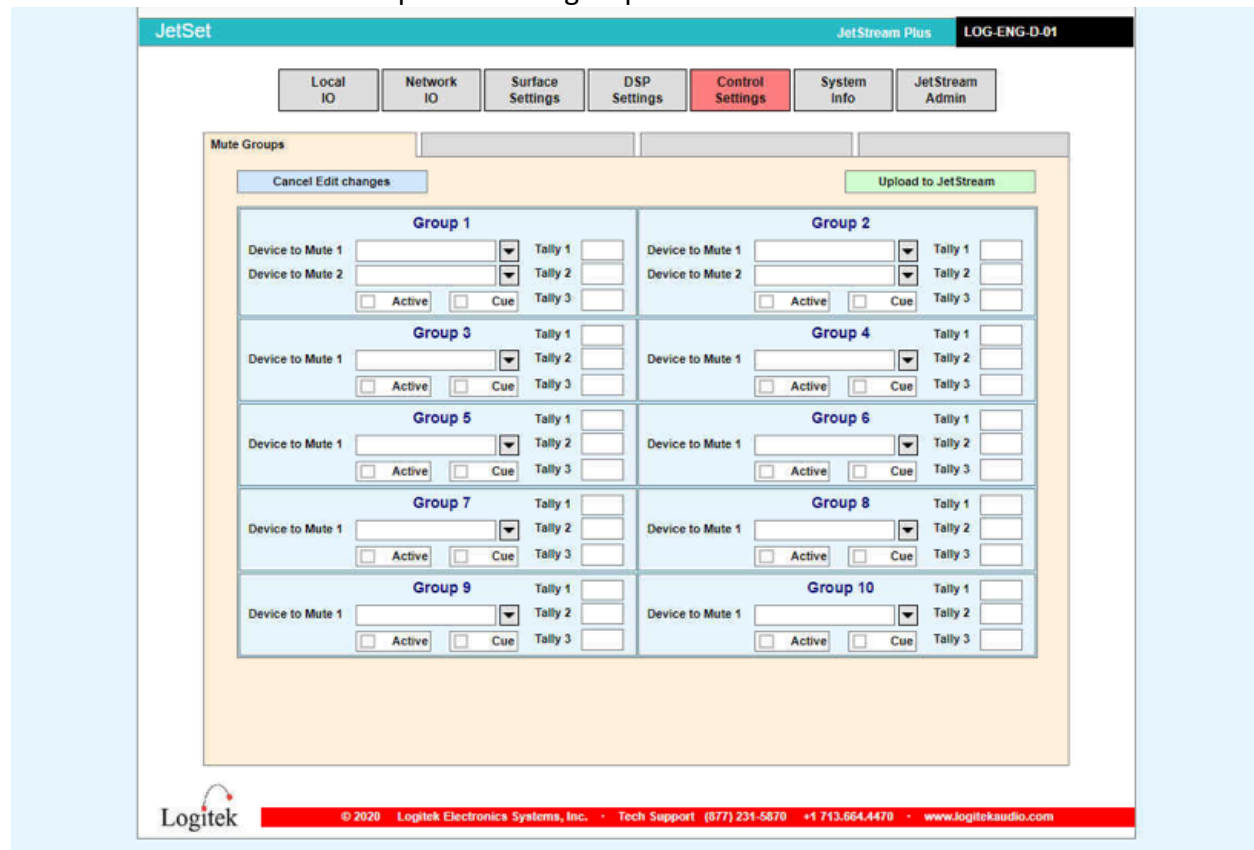 JetSet JetStream Plus LOG-ENG-D-01
Local IO Network IO Surface Settings DSP Settings Control Settings System Info JetStream Admin
Mute Groups
Cancel Edit changes Upload to JetStream
Group 1 Group 2
Device to Mute 1 Tally 1 Device to Mute 1 Tally 1
Device to Mute 2 Tally 2 Device to Mute 2 Tally 2
Active Cue Tally 3 Active Cue Tally 3
Group 3 Tally 1 Group 4 Tally 1
Device to Mute 1 Tally 2 Device to Mute 1 Tally 2
Active Cue Tally 3 Active Cue Tally 3
Group 5 Tally 1 Group 6 Tally 1
Device to Mute 1 Tally 2 Device to Mute 1 Tally 2
Active Cue Tally 3 Active Cue Tally 3
Group 7 Tally 1 Group 8 Tally 1
Device to Mute 1 Tally 2 Device to Mute 1 Tally 2
Active Cue Tally 3 Active Cue Tally 3
Group 9 Tally 1 Group 10 Tally 1
Device to Mute 1 Tally 2 Device to Mute 1 Tally 2
Active Cue Tally 3 Active Cue Tally 3
Logitek © 2020 Logitek Electronics Systems, Inc. · Tech Support (877) 231-5870 +1 713.664.4470 · www.logitekaudio.com